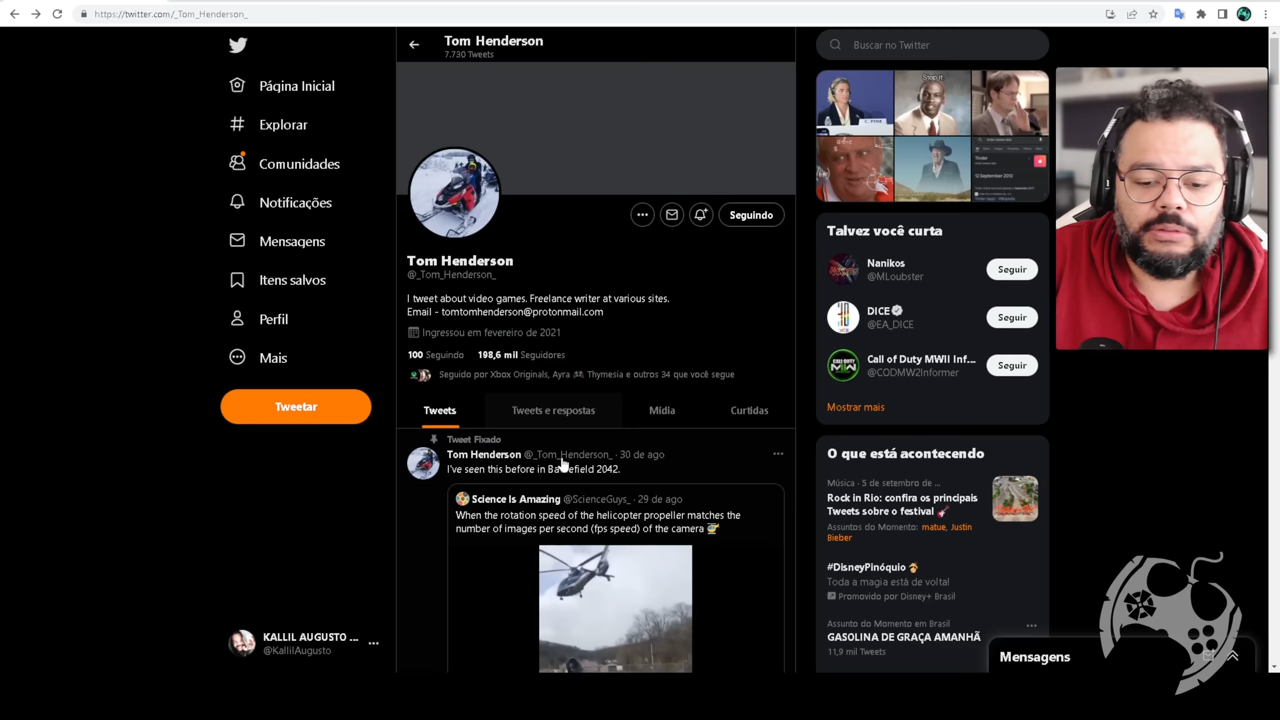 https://twitter.com/_Tom_Henderson_
Página Inicial
Explorar
Comunidades
Notificações
Mensagens
Itens salvos
Perfil
Mais
Tweetar
KALLIL AUGUSTO ...
@KallilAugusto
Tom Henderson
7.730 Tweets
Seguindo
Tom Henderson
@_Tom_Henderson_
I tweet about video games. Freelance writer at various sites.
Email - tomtomhenderson@protonmail.com
Ingressou em fevereiro de 2021
100 Seguindo 198,6 mil Seguidores
Seguido por Xbox Originals, Ayra Thymesia e outros 34 que você segue
Tweets Tweets e respostas Mídia Curtidas
Tweet Fixado
Tom Henderson @_Tom_Henderson_ · 30 de ago
I've seen this before in Battlefield 2042.
Science Is Amazing @ScienceGuys_ · 29 de ago
When the rotation speed of the helicopter propeller matches the
number of images per second (fps speed) of the camera
Buscar no Twitter
Stop it
C. PINE
Tinder
12 September 2012
Talvez você curta
Nanikos
@MLoubster
Seguir
DICE
@EA_DICE
Seguir
Call of Duty MWII Inf...
@CODMW2Informer
Seguir
Mostrar mais
O que está acontecendo
Música · 5 de setembro de ...
Rock in Rio: confira os principais
Tweets sobre o festival
Assuntos do Momento: matue, Justin
Bieber
#DisneyPinóquio
Toda a magia está de volta!
Promovido por Disney+ Brasil
Assunto do Momento em Brasil
GASOLINA DE GRAÇA AMANHÃ
11,9 mil Tweets
Mensagens